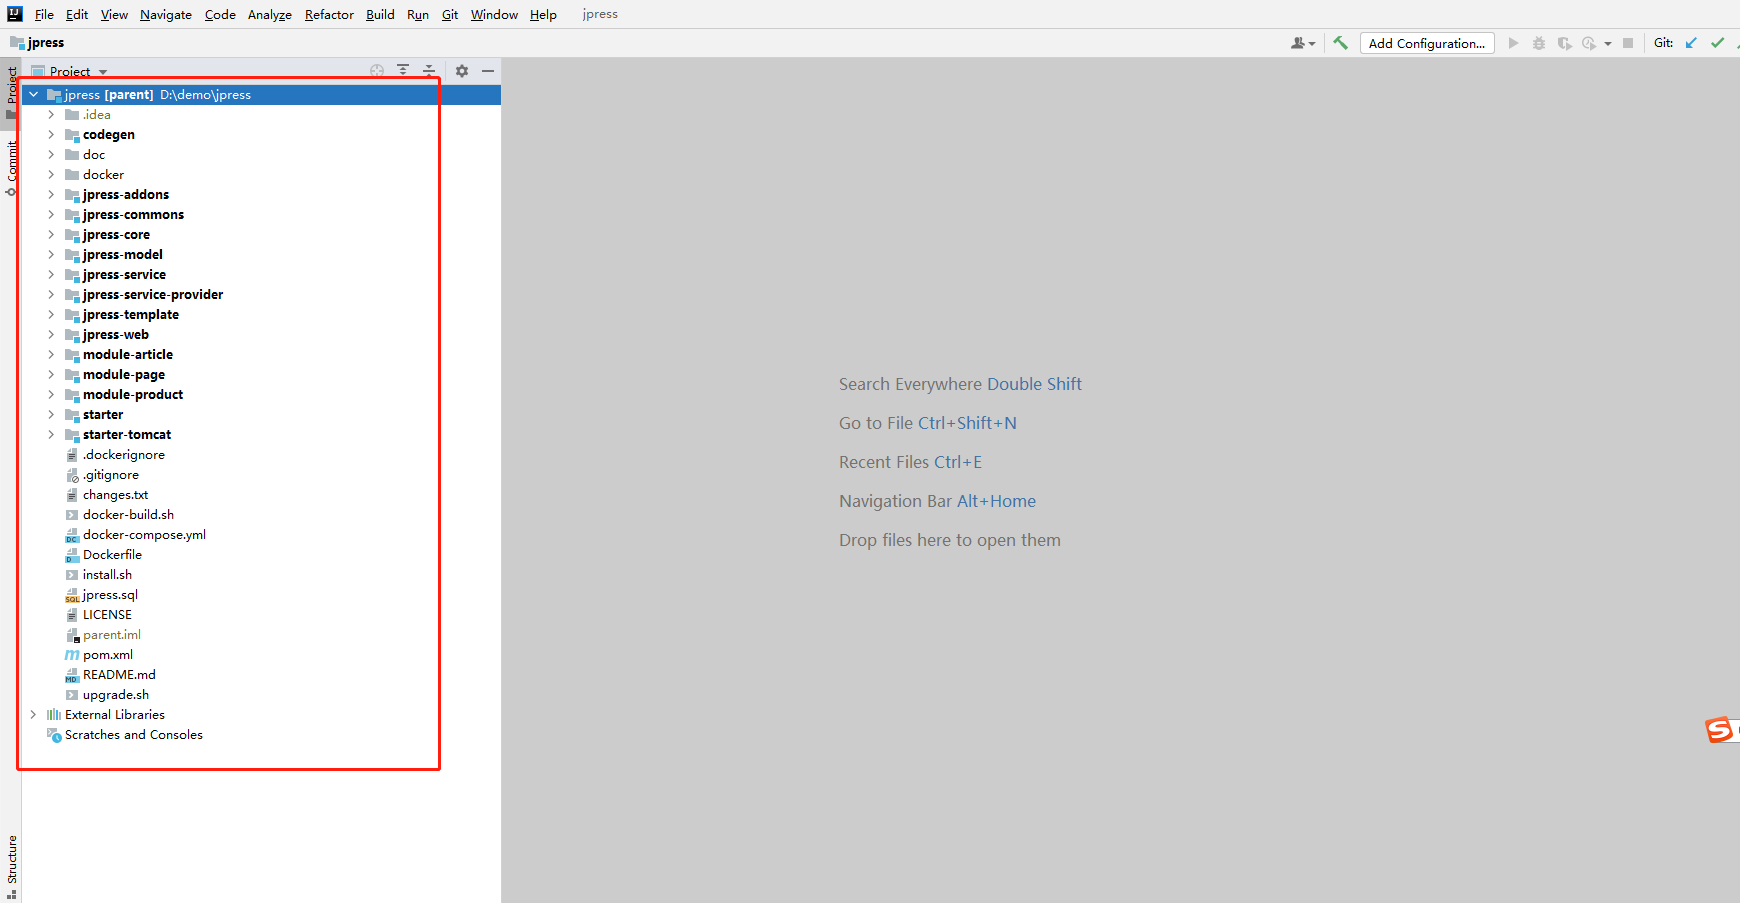 File Edit View Navigate Code Analyze Refactor Build Run Git Window Help jpress
jpress
Add Configuration...
Git:
Project
Project
Commit
Structure
jpress [parent] D:\demo\jpress
.idea
codegen
doc
docker
jpress-addons
jpress-commons
jpress-core
jpress-model
jpress-service
jpress-service-provider
jpress-template
jpress-web
module-article
module-page
module-product
starter
starter-tomcat
.dockerignore
.gitignore
changes.txt
docker-build.sh
docker-compose.yml
Dockerfile
install.sh
jpress.sql
LICENSE
parent.iml
pom.xml
README.md
upgrade.sh
External Libraries
Scratches and Consoles
Search Everywhere Double Shift
Go to File Ctrl+Shift+N
Recent Files Ctrl+E
Navigation Bar Alt+Home
Drop files here to open them